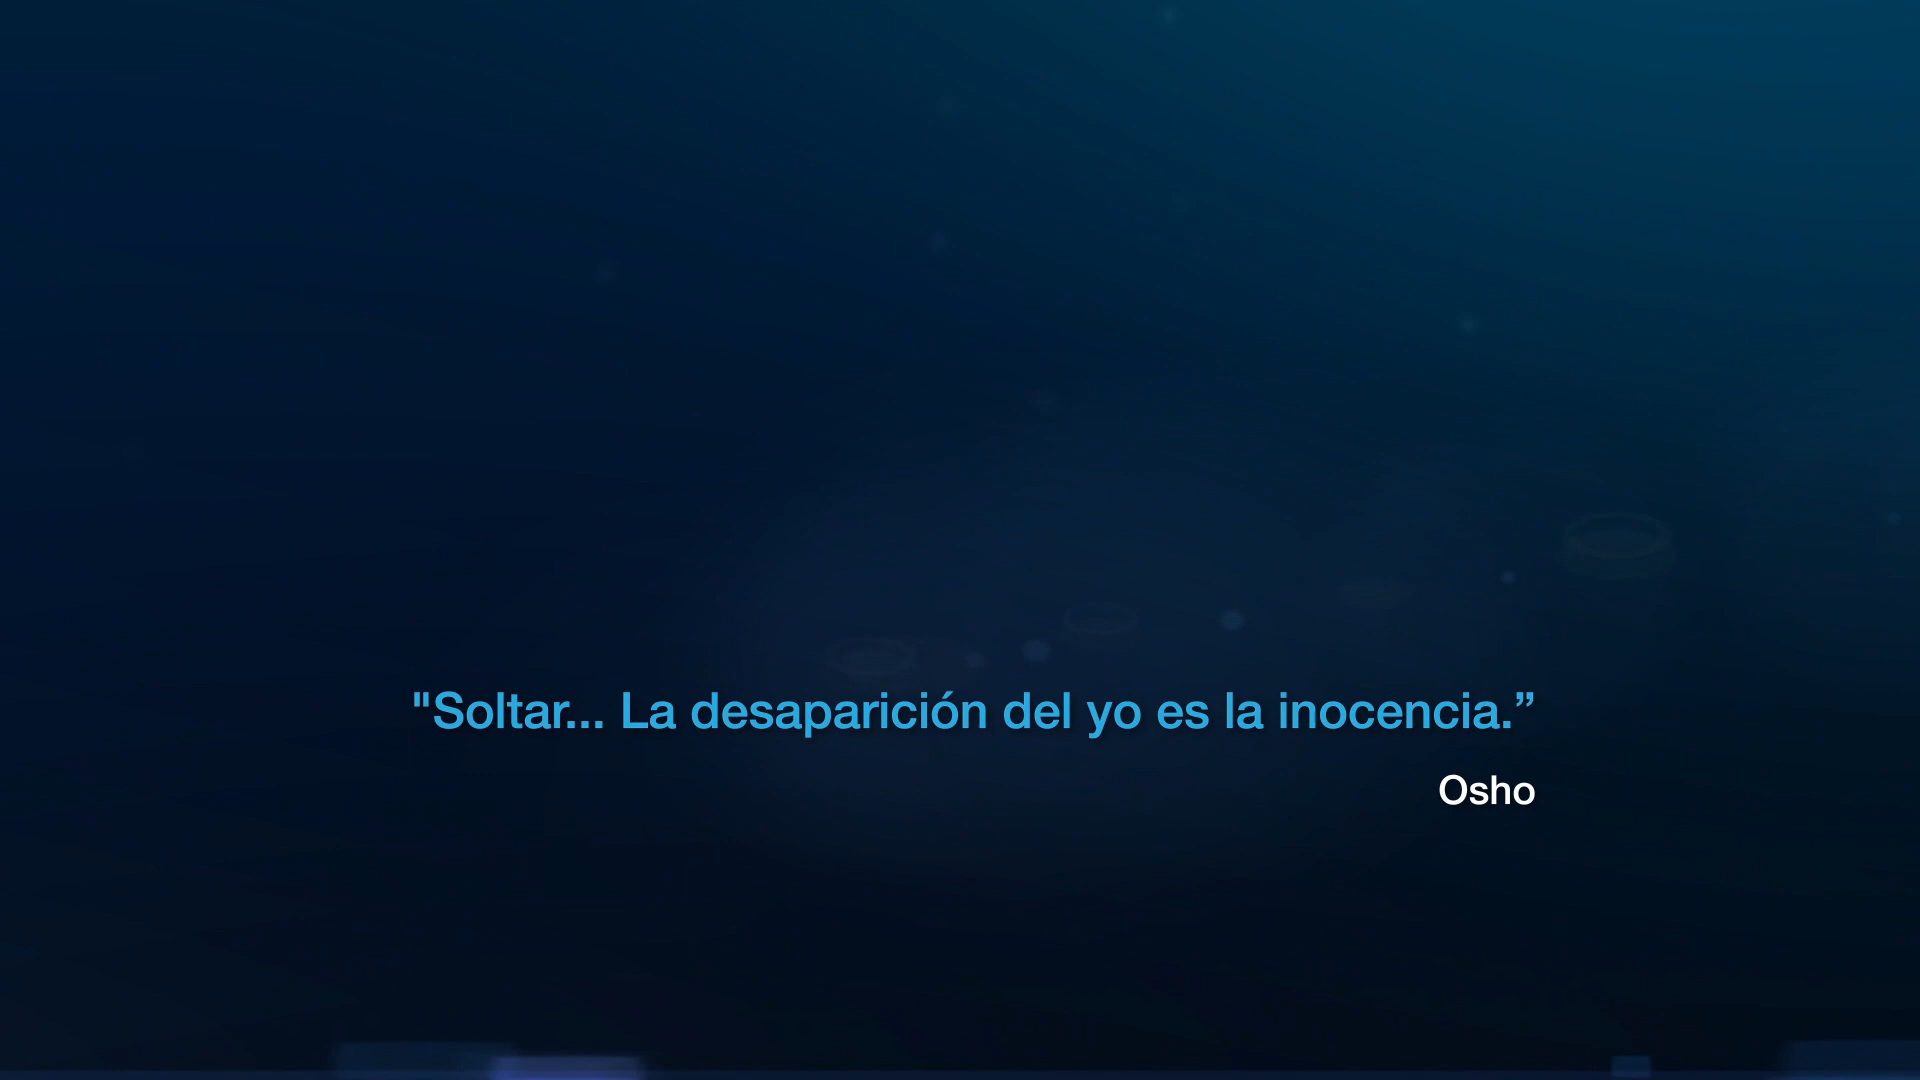 "Soltar... La desaparición del yo es la inocencia.”
Osho